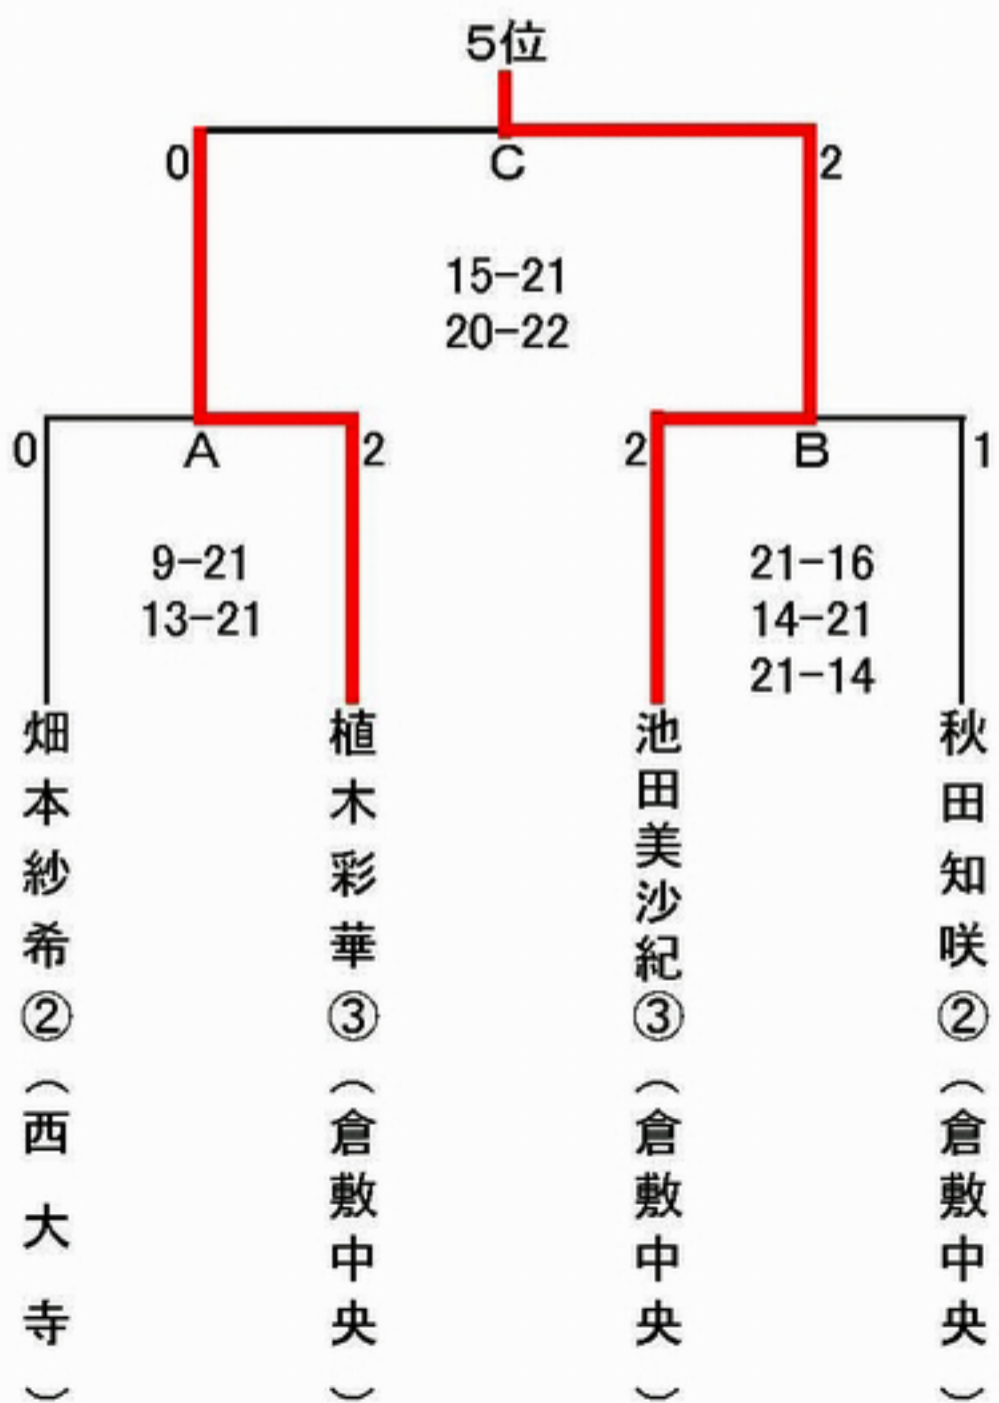 5位
0
C
2
15-21
20-22
0
A
2
2
B
1
9-21
13-21
21-16
14-21
21-14
畑本紗希②(西大寺)
植木彩華③(倉敷中央)
池田美沙紀③(倉敷中央)
秋田知咲②(倉敷中央)